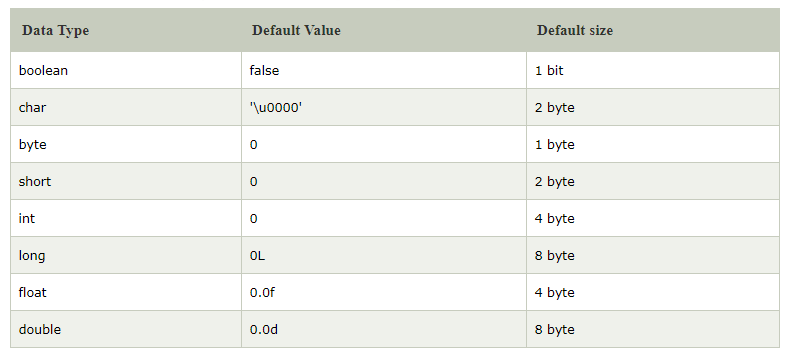 Data Type Default Value Default size
boolean false 1 bit
char '\u0000' 2 byte
byte 0 1 byte
short 0 2 byte
int 0 4 byte
long 0L 8 byte
float 0.0f 4 byte
double 0.0d 8 byte